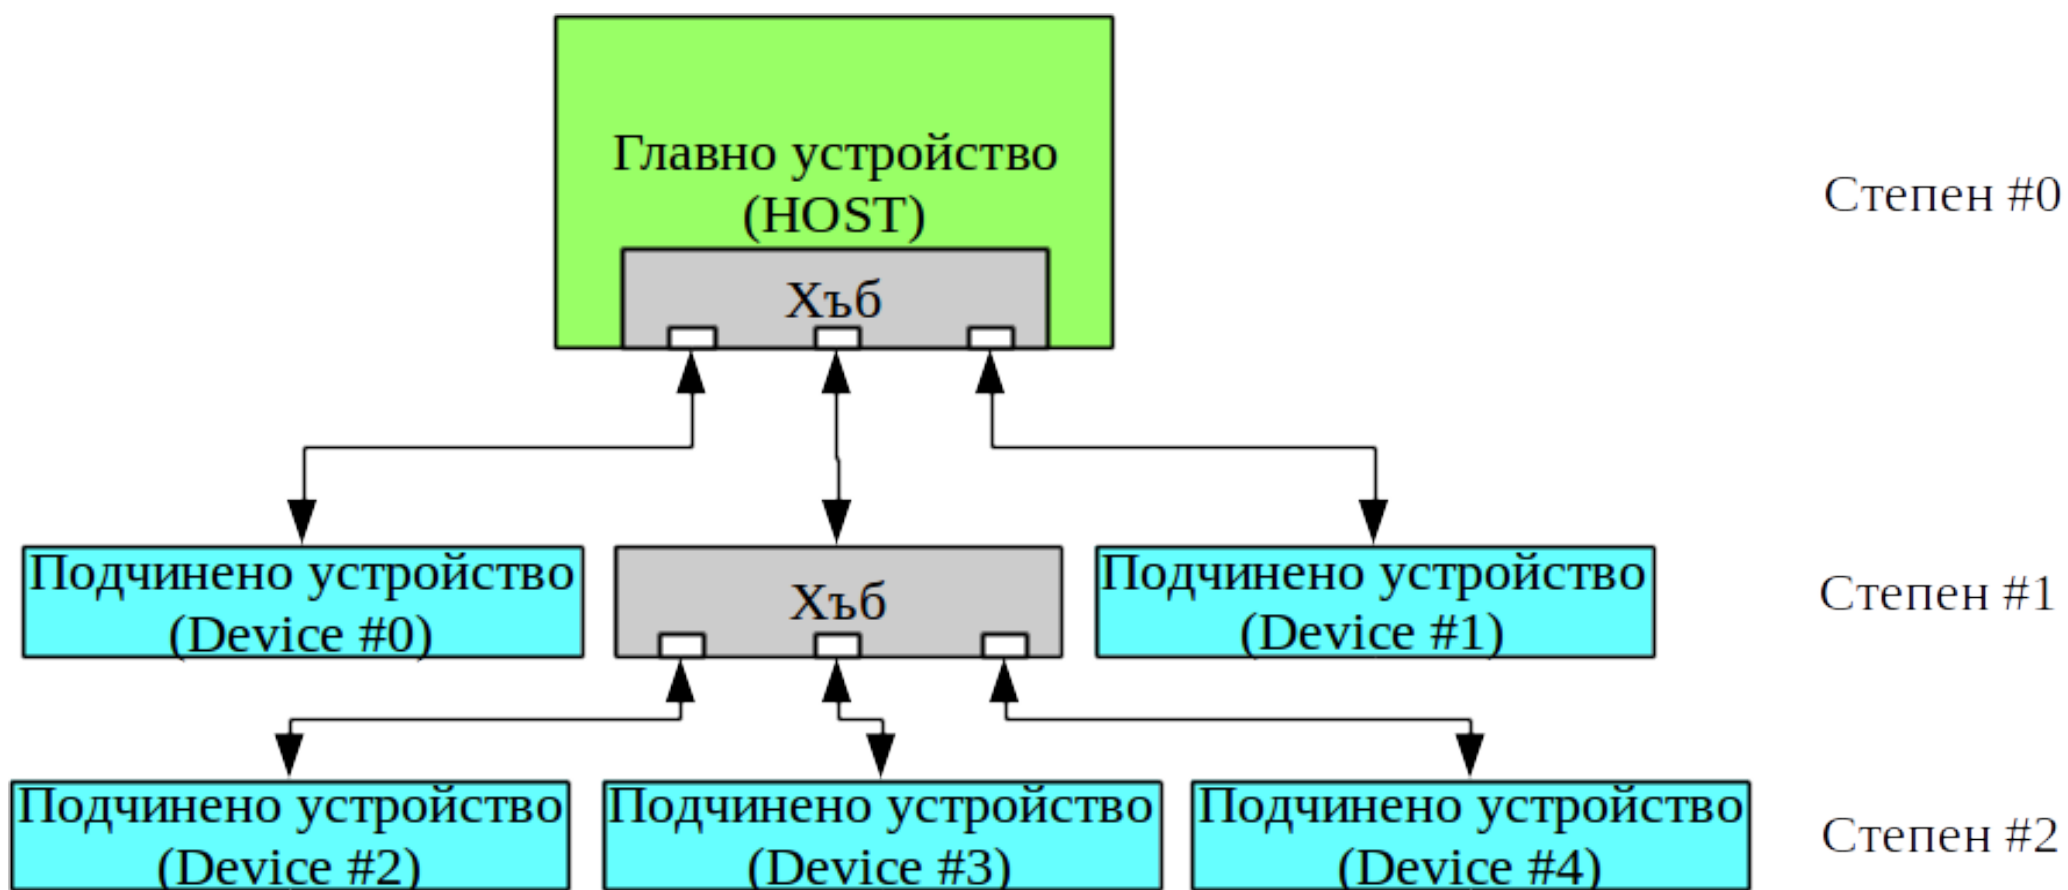 Главно устройство
(HOST)
Степен #0
Хъб
Подчинено устройство
(Device #0)
Хъб
Подчинено устройство
(Device #1)
Степен #1
Подчинено устройство
(Device #2)
Подчинено устройство
(Device #3)
Подчинено устройство
(Device #4)
Степен #2